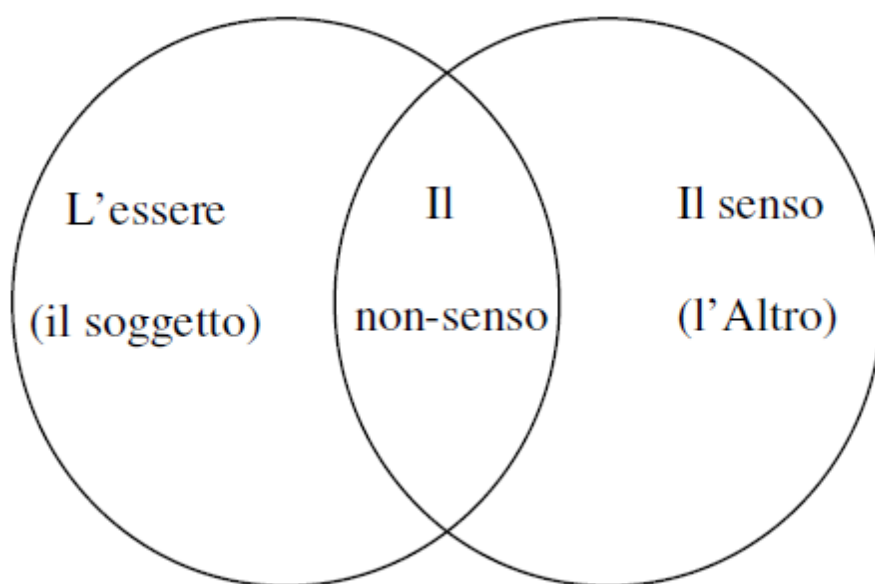 L’essere
(il soggetto)
Il
non-senso
Il senso
(l’Altro)